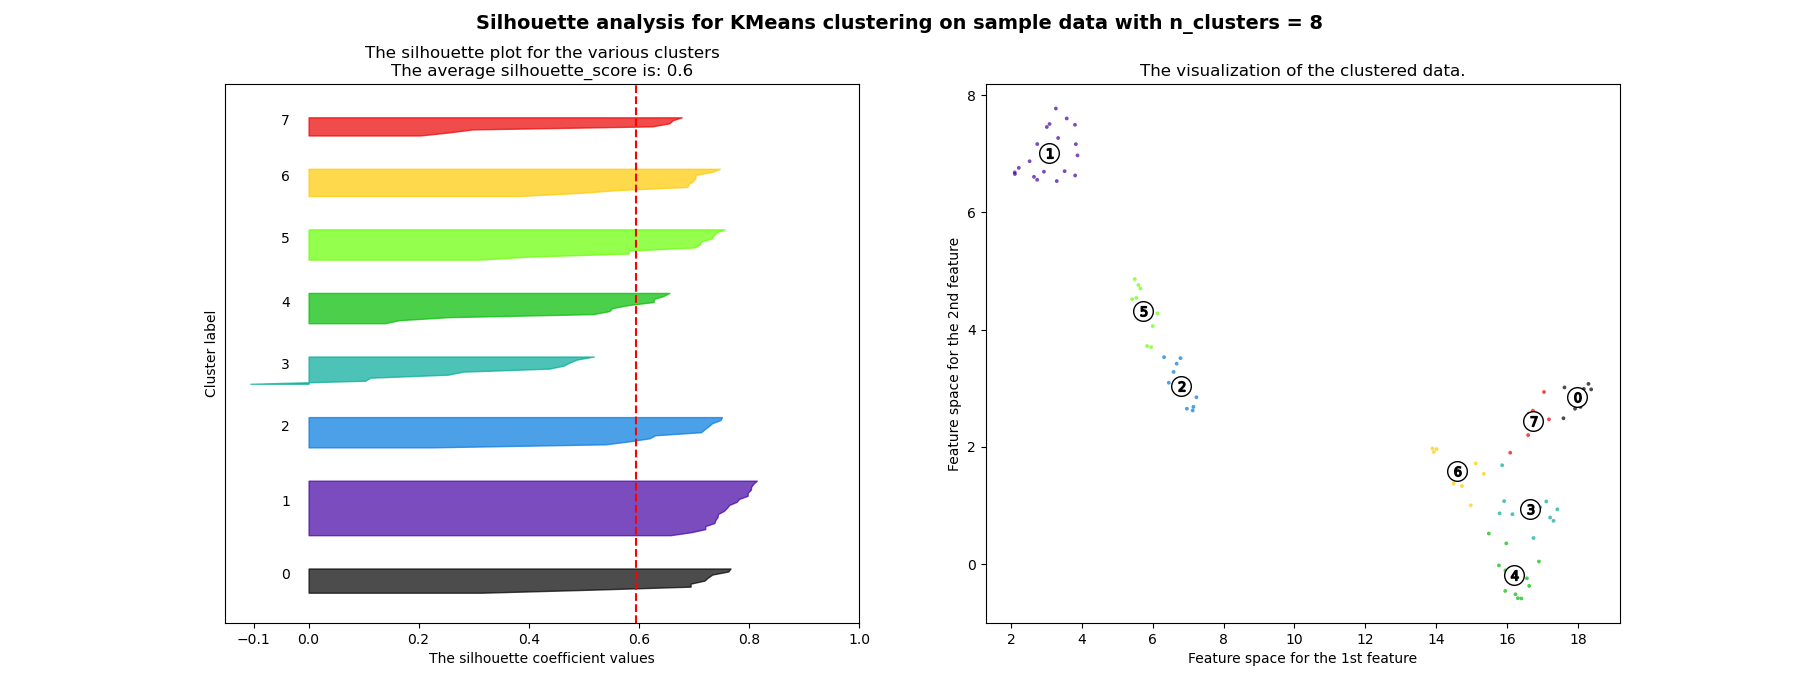 Silhouette analysis for KMeans clustering on sample data with n_clusters = 8
The silhouette plot for the various clusters
The average silhouette_score is: 0.6
Cluster label
7
6
5
4
3
2
1
0
−0.1 0.0 0.2 0.4 0.6 0.8 1.0
The silhouette coefficient values
The visualization of the clustered data.
Feature space for the 2nd feature
8
6
4
2
0
1
5
2
0
7
6
3
4
2 4 6 8 10 12 14 16 18
Feature space for the 1st feature